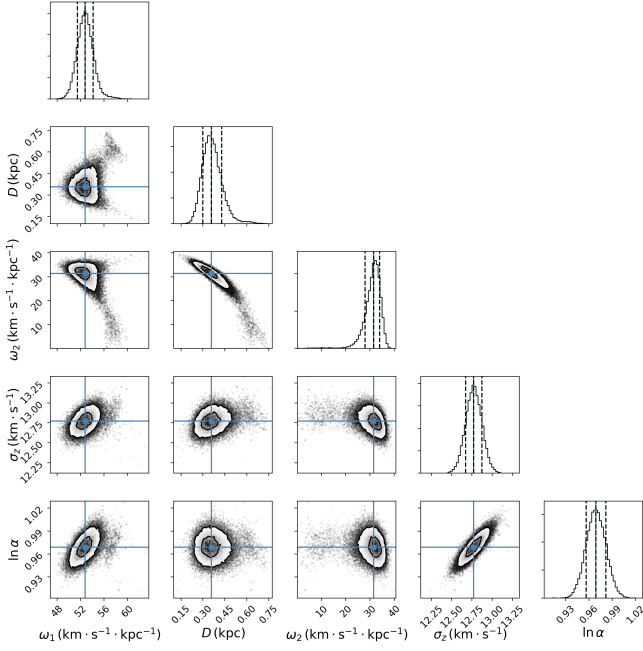 0.75
0.60
0.45
0.30
0.15
D (kpc)
40
30
20
10
ω₂ (km · s⁻¹ · kpc⁻¹)
13.25
13.00
12.75
12.50
12.25
σ_z (km · s⁻¹)
1.02
0.99
0.96
0.93
ln α
48 52 56 60
0.15 0.30 0.45 0.60 0.75
10 20 30 40
12.25 12.50 12.75 13.00 13.25
0.93 0.96 0.99 1.02
ω₁ (km · s⁻¹ · kpc⁻¹) D (kpc) ω₂ (km · s⁻¹ · kpc⁻¹) σ_z (km · s⁻¹) ln α